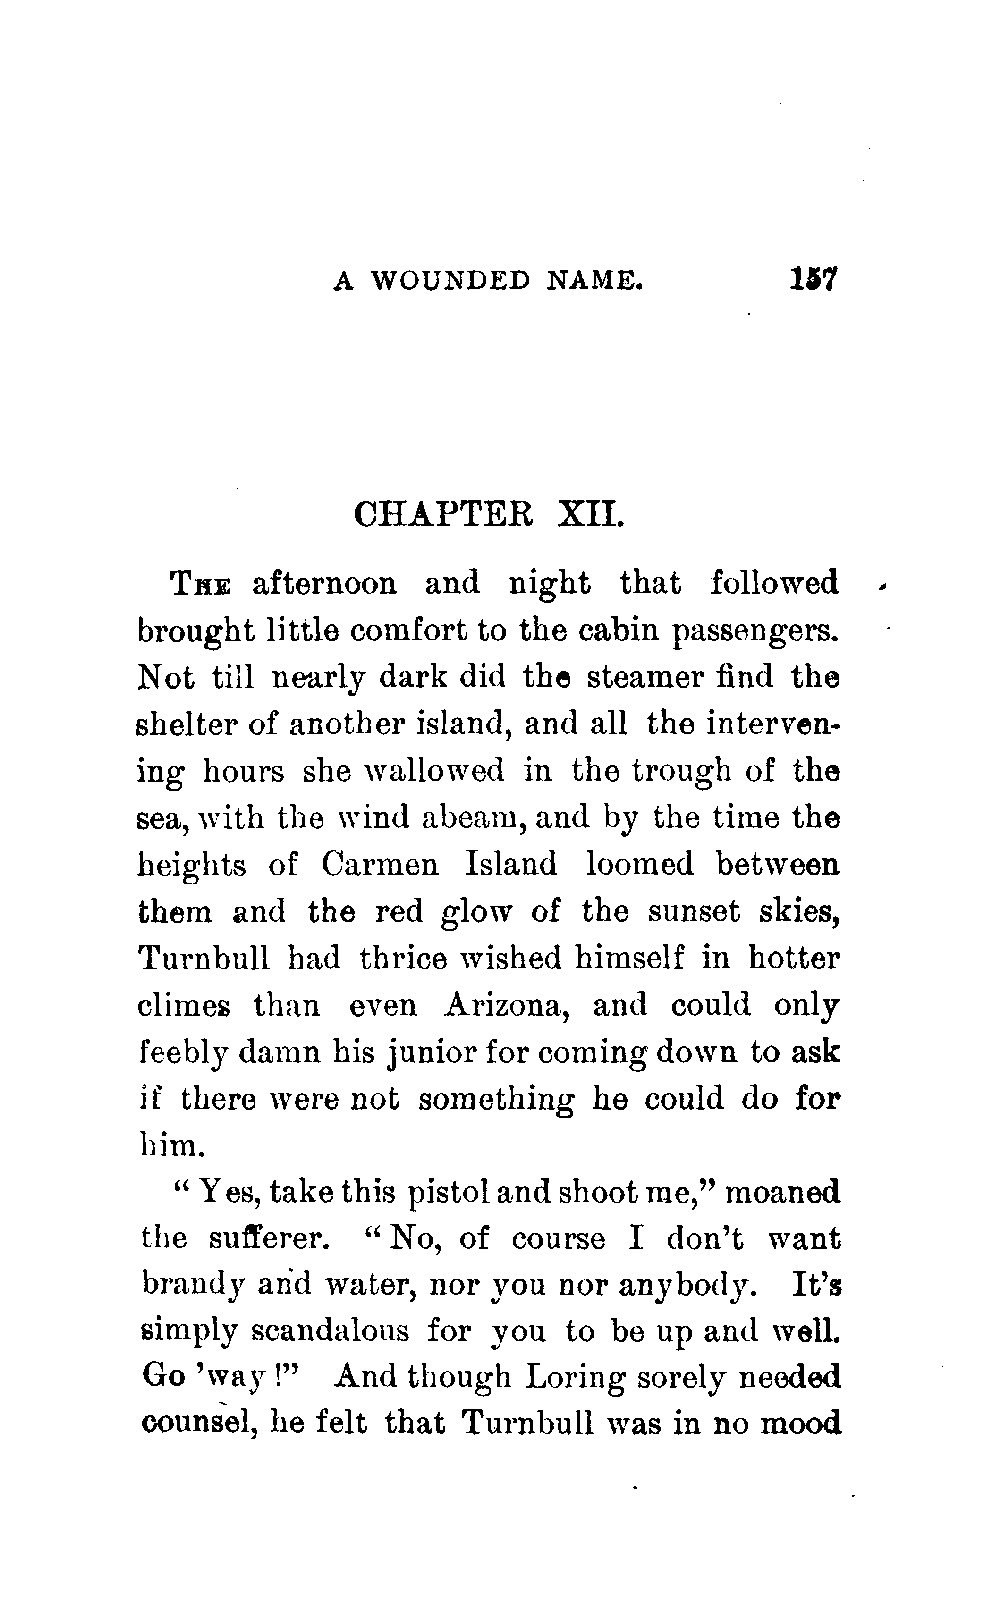 A WOUNDED NAME. 157
CHAPTER XII.
THE afternoon and night that followed
brought little comfort to the cabin passengers.
Not till nearly dark did the steamer find the
shelter of another island, and all the interven-
ing hours she wallowed in the trough of the
sea, with the wind abeam, and by the time the
heights of Carmen Island loomed between
them and the red glow of the sunset skies,
Turnbull had thrice wished himself in hotter
climes than even Arizona, and could only
feebly damn his junior for coming down to ask
if there were not something he could do for
him.
“ Yes, take this pistol and shoot me,” moaned
the sufferer. “ No, of course I don’t want
brandy and water, nor you nor anybody. It’s
simply scandalous for you to be up and well.
Go ’way !” And though Loring sorely needed
counsel, he felt that Turnbull was in no mood